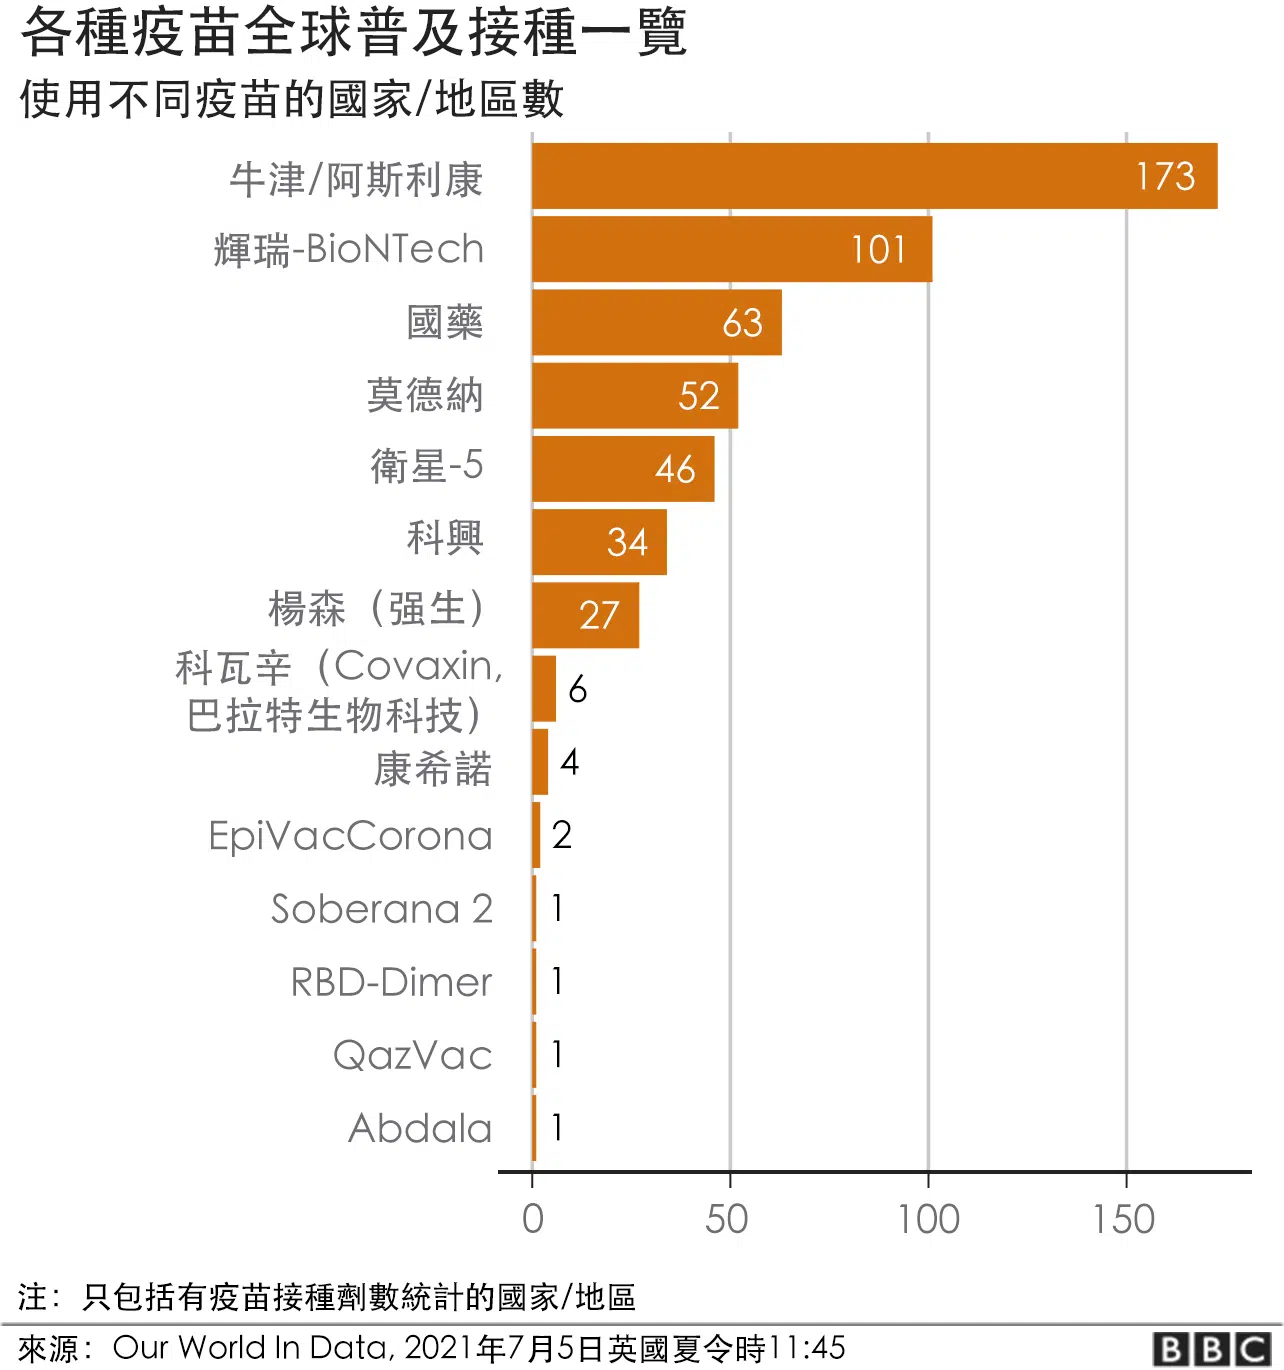 各種疫苗全球普及接種一覽
使用不同疫苗的國家/地區數
牛津/阿斯利康 173
輝瑞-BioNTech 101
國藥 63
莫德納 52
衛星-5 46
科興 34
楊森（强生） 27
科瓦辛（Covaxin,
巴拉特生物科技） 6
康希諾 4
EpiVacCorona 2
Soberana 2 1
RBD-Dimer 1
QazVac 1
Abdala 1
0 50 100 150
注：只包括有疫苗接種劑數統計的國家/地區
來源：Our World In Data, 2021年7月5日英國夏令時11:45
BBC